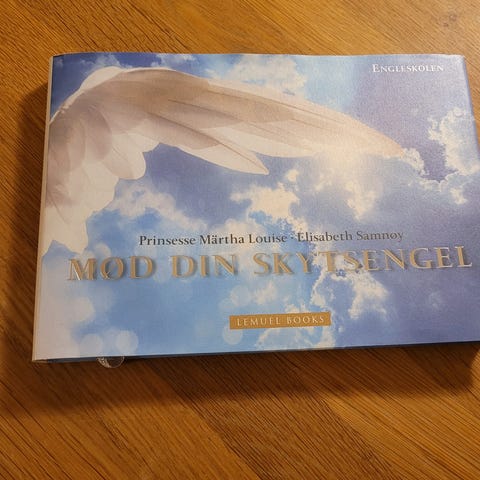 ENGLESKOLEN
Prinsesse Märtha Louise · Elisabeth Samnøy
MØD DIN SKYTSENGEL
LEMUEL BOOKS